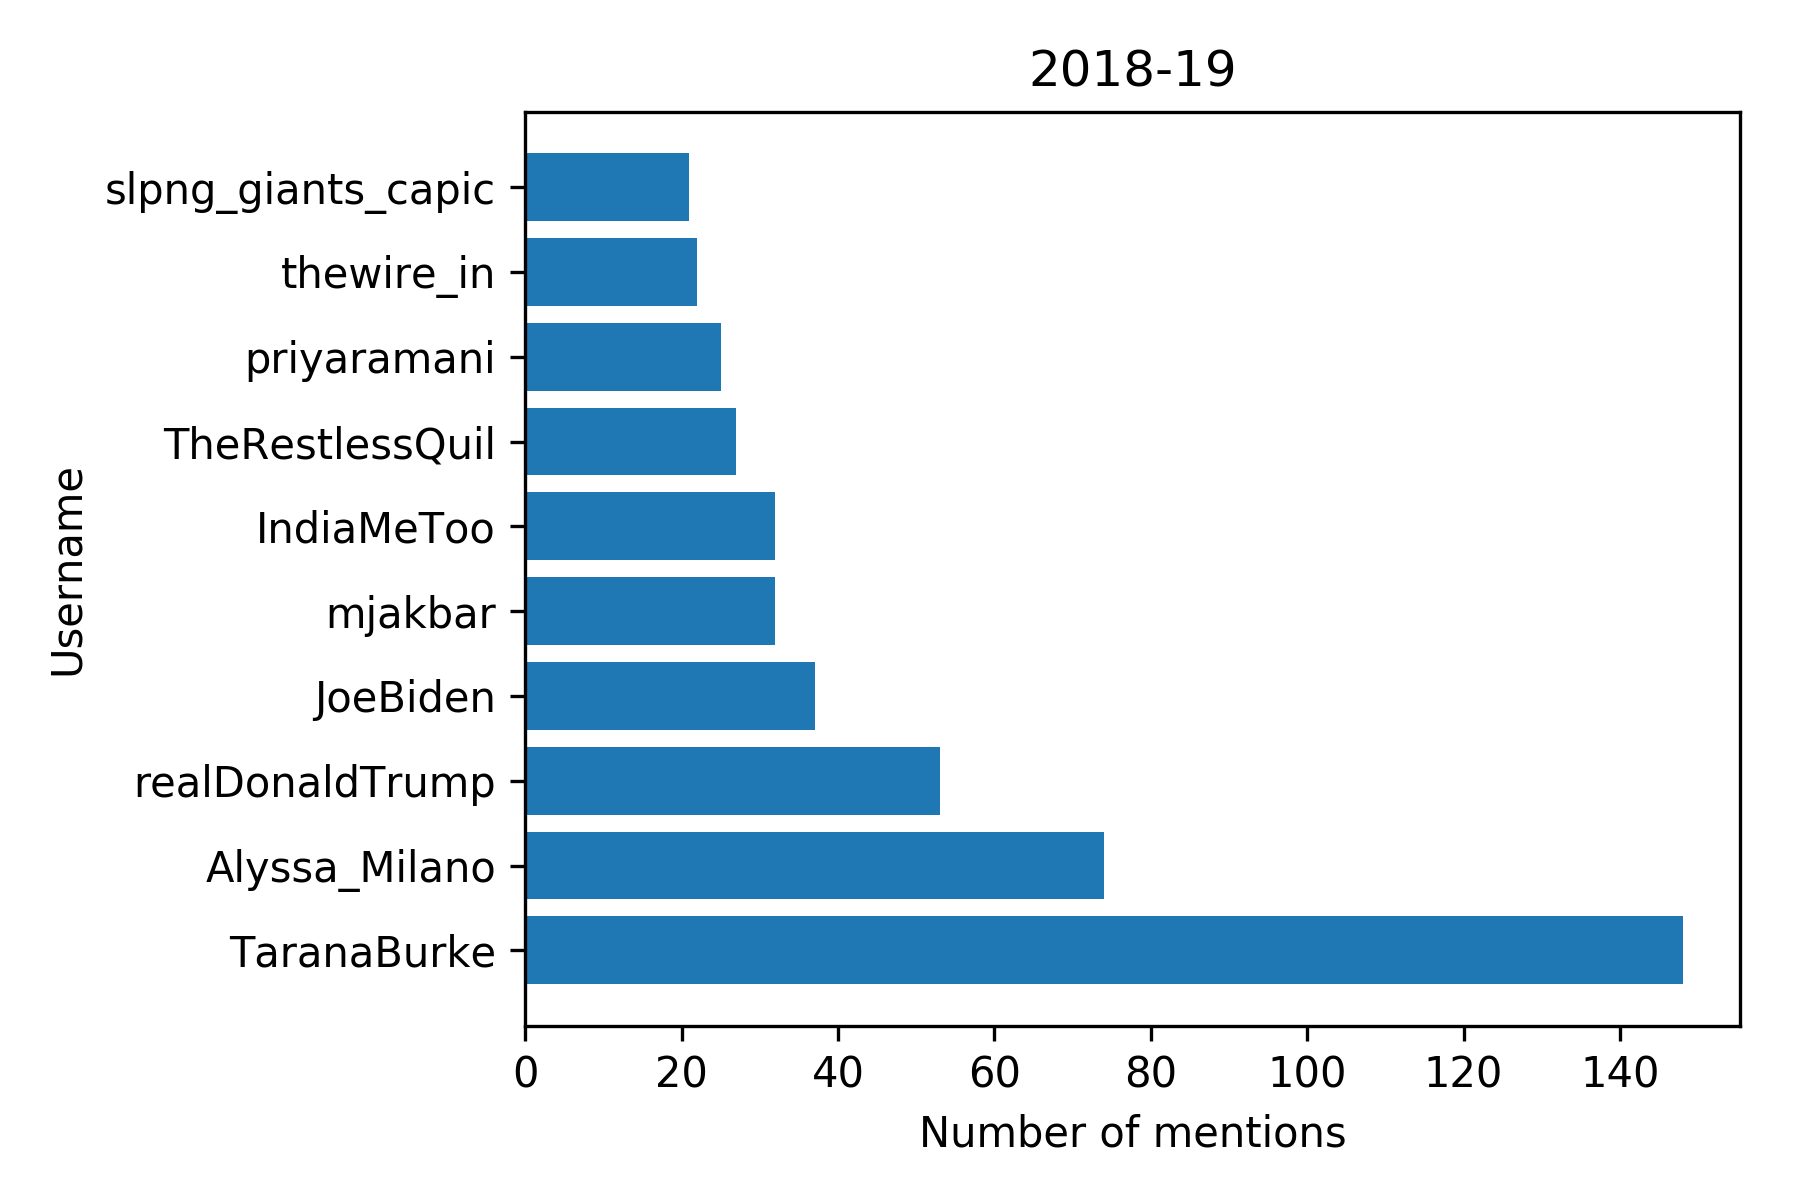 2018-19
slpng_giants_capic
thewire_in
priyaramani
TheRestlessQuil
IndiaMeToo
mjakbar
JoeBiden
realDonaldTrump
Alyssa_Milano
TaranaBurke
Username
0 20 40 60 80 100 120 140
Number of mentions